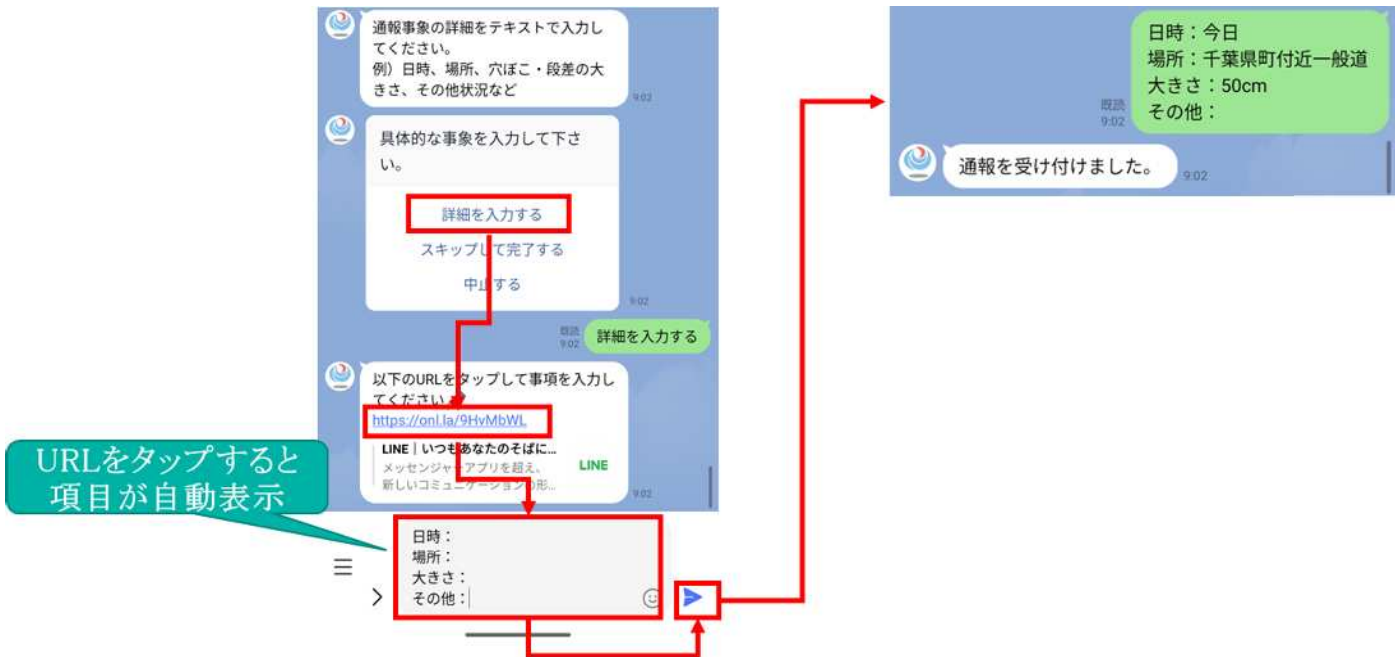 通報事象の詳細をテキストで入力し
てください。
例）日時、場所、穴ぼこ・段差の大
きさ、その他状況など
9:02
具体的な事象を入力して下さ
い。
詳細を入力する
スキップして完了する
中止する
9:02
既読
9:02
詳細を入力する
以下のURLをタップして事項を入力し
てください
https://onl.la/9HvMbWL
LINE｜いつもあなたのそばに...
メッセンジャーアプリを超え、
新しいコミュニケーションの形...
LINE
9:02
URLをタップすると
項目が自動表示
日時：
場所：
大きさ：
その他：
日時：今日
場所：千葉県町付近一般道
大きさ：50cm
その他：
既読
9:02
通報を受け付けました。
9:02